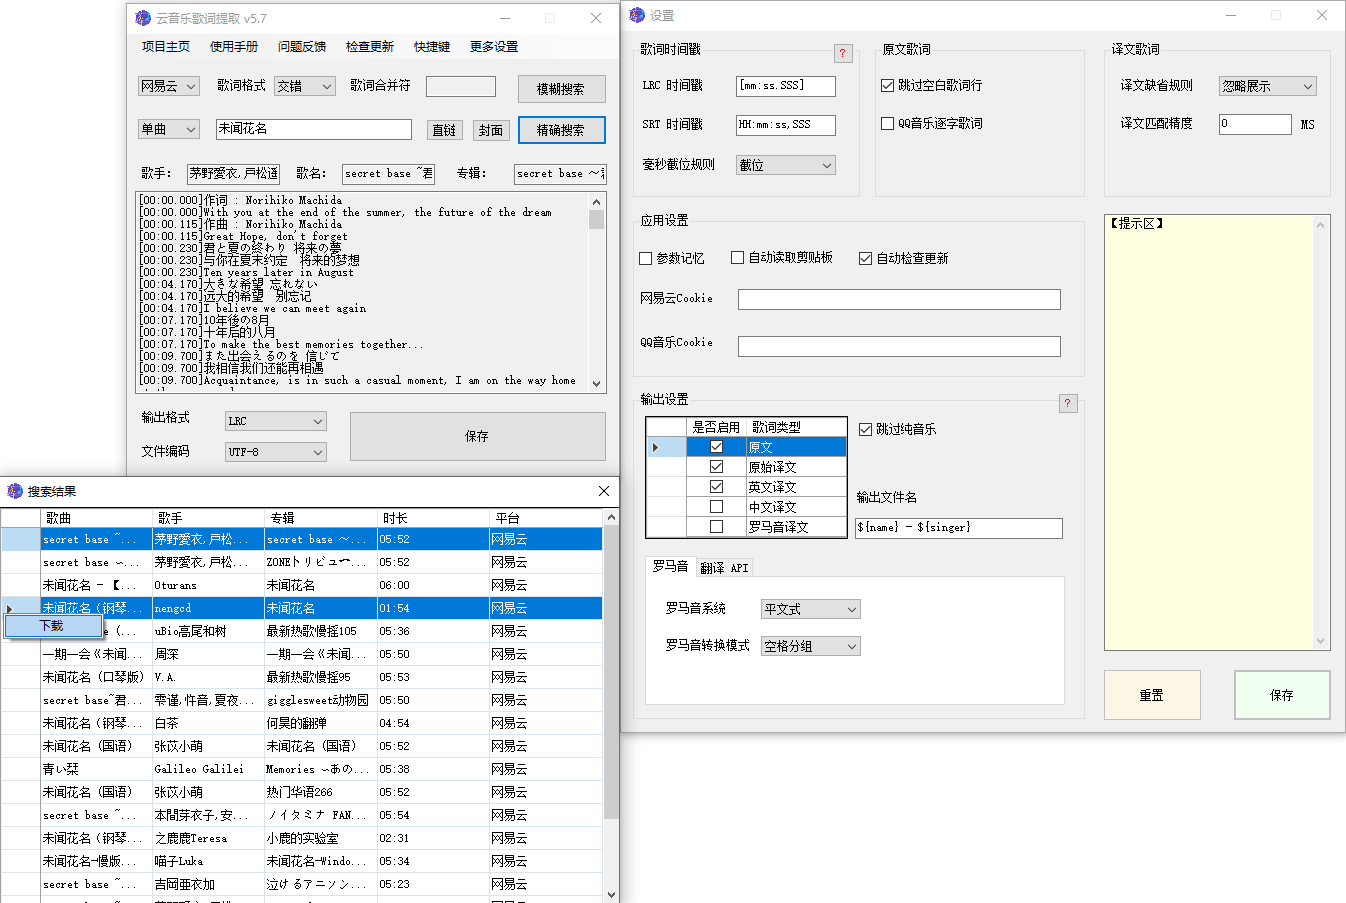 云音乐歌词提取 v5.7
项目主页 使用手册 问题反馈 检查更新 快捷键 更多设置
网易云 歌词格式 交错 歌词合并符 模糊搜索
单曲 未闻花名 直链 封面 精确搜索
歌手: 茅野愛衣,戸松遥 歌名: secret base ~君 专辑: secret base ～君
[00:00.000]作词 : Norihiko Machida
[00:00.000]With you at the end of the summer, the future of the dream
[00:00.115]作曲 : Norihiko Machida
[00:00.115]Great Hope, don't forget
[00:00.230]君と夏の終わり 将来の夢
[00:00.230]与你在夏末约定　将来的梦想
[00:00.230]Ten years later in August
[00:04.170]大きな希望 忘れない
[00:04.170]远大的希望　别忘记
[00:04.170]I believe we can meet again
[00:07.170]10年後の8月
[00:07.170]十年后的八月
[00:07.170]To make the best memories together...
[00:09.700]また出会えるのを 信じて
[00:09.700]我相信我们还能再相遇
[00:09.700]Acquaintance, is in such a casual moment, I am on the way home
输出格式 LRC 保存
文件编码 UTF-8
搜索结果
歌曲 歌手 专辑 时长 平台
secret base ~... 茅野愛衣,戸松... secret base ～... 05:52 网易云
secret base ~... 茅野愛衣,戸松... ZONEトリビュー... 05:52 网易云
未闻花名 - 【... Oturans 未闻花名 06:00 网易云
未闻花名（钢琴... nengcd 未闻花名 01:54 网易云
下载
e (... uBio高尾和树 最新热歌慢摇105 05:36 网易云
一期一会《未闻... 周深 一期一会《未闻... 05:50 网易云
未闻花名（口琴版） V.A. 最新热歌慢摇95 05:53 网易云
secret base~君... 雫谨,忤音,夏夜... gigglesweet动物园 05:50 网易云
未闻花名（钢琴... 白茶 何昊的翻弹 04:54 网易云
未闻花名（国语） 张苡小萌 未闻花名（国语） 05:52 网易云
青い栞 Galileo Galilei Memories ~あの... 05:38 网易云
未闻花名（国语） 张苡小萌 热门华语266 05:52 网易云
secret base ~... 本間芽衣子,安... ノイタミナ FAN... 05:54 网易云
未闻花名（钢琴... 之鹿鹿Teresa 小鹿的实验室 02:31 网易云
未闻花名-慢版... 喵子Luka 未闻花名-Windo... 05:34 网易云
secret base ~... 吉岡亜衣加 泣けるアニソン... 05:23 网易云
设置
歌词时间戳 ?
LRC 时间戳 [mm:ss.SSS]
SRT 时间戳 HH:mm:ss,SSS
毫秒截位规则 截位
原文歌词
跳过空白歌词行
QQ音乐逐字歌词
译文歌词
译文缺省规则 忽略展示
译文匹配精度 0 MS
应用设置
参数记忆 自动读取剪贴板 自动检查更新
网易云Cookie
QQ音乐Cookie
【提示区】
输出设置 ?
是否启用 歌词类型
原文
原始译文
英文译文
中文译文
罗马音译文
跳过纯音乐
输出文件名
${name} - ${singer}
罗马音 翻译 API
罗马音系统 平文式
罗马音转换模式 空格分组
重置 保存